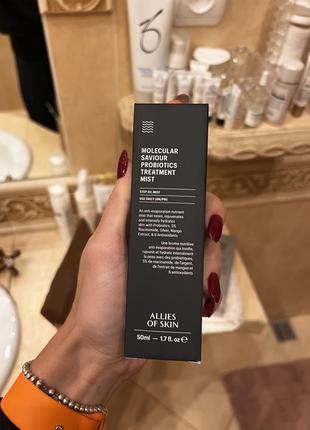 MOLECULAR
SAVIOUR
PROBIOTICS
TREATMENT
MIST
STEP 02: MIST
USE DAILY (AM/PM)
An anti-evaporation nutrient
mist that tones, rejuvenates
and intensely hydrates
skin with Probiotics, 5%
Niacinamide, Silver, Mango
Extract, & 6 Antioxidants
Une brume nutritive
anti-évaporation qui tonifie,
rajeunit et hydrate intensément
la peau avec des probiotiques,
5% de niacinamide, de l'argent,
de l'extrait de mangue et
6 antioxydants
ALLIES
OF SKIN
50ml — 1.7 fl. oz e